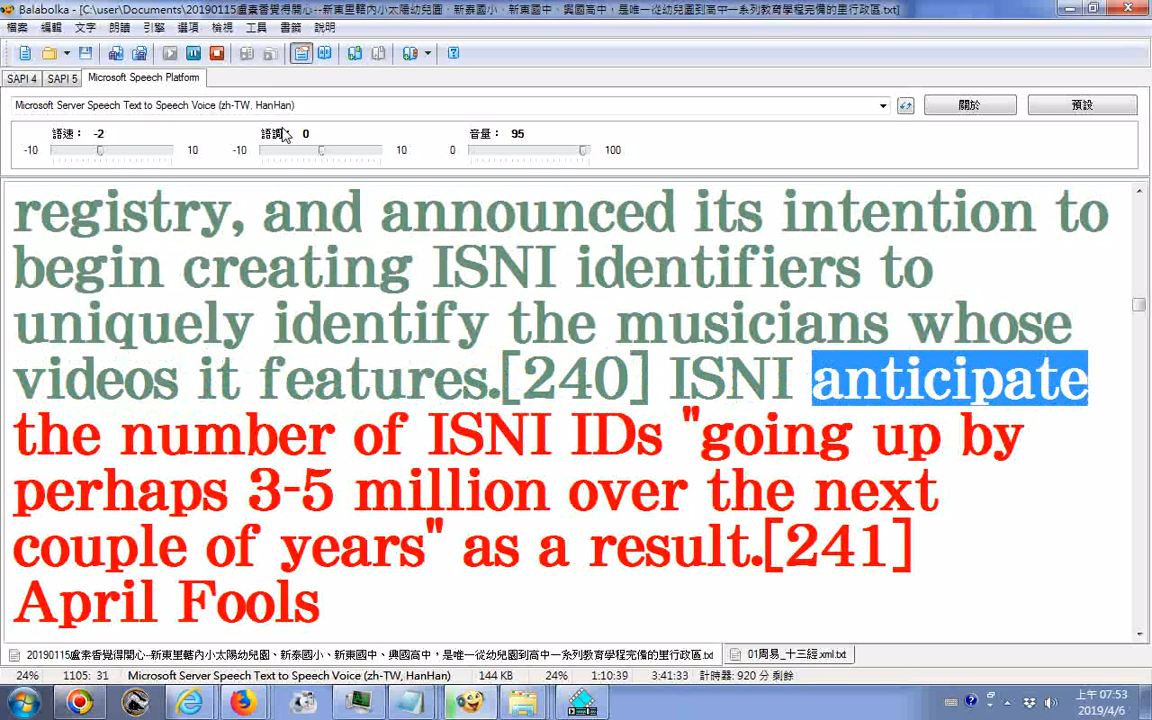 Balabolka - [C:\user\Documents\20190115盧素香覺得開心--新東里轄內小太陽幼兒園、新泰國小、新東國中、興國高中，是唯一從幼兒園到高中一系列教育學程完備的里行政區.txt]
檔案 編輯 文字 朗讀 引擎 選項 檢視 工具 書籤 說明
SAPI 4 SAPI 5 Microsoft Speech Platform
Microsoft Server Speech Text to Speech Voice (zh-TW, HanHan) 關於 預設
語速： -2 語調： 0 音量： 95
-10 10 -10 10 0 100
registry, and announced its intention to
begin creating ISNI identifiers to
uniquely identify the musicians whose
videos it features.[240] ISNI anticipate
the number of ISNI IDs "going up by
perhaps 3-5 million over the next
couple of years" as a result.[241]
April Fools
20190115盧素香覺得開心--新東里轄內小太陽幼兒園、新泰國小、新東國中、興國高中，是唯一從幼兒園到高中一系列教育學程完備的里行政區.txt 01周易_十三經.xml.txt
24% 1105: 31 Microsoft Server Speech Text to Speech Voice (zh-TW, HanHan) 144 KB 24% 1:10:39 3:41:33 計時器: 920 分 剩餘
上午 07:53
2019/4/6